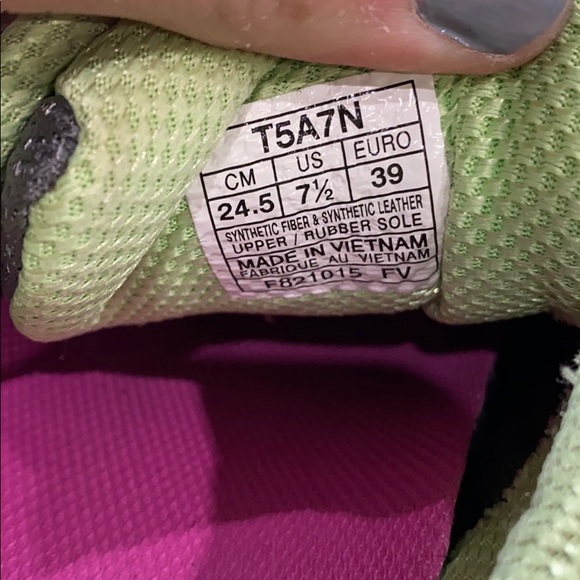 T5A7N
CM US EURO
24.5 7½ 39
SYNTHETIC FIBER & SYNTHETIC LEATHER
UPPER / RUBBER SOLE
MADE IN VIETNAM
FABRIQUE AU VIETNAM
F821015 FV